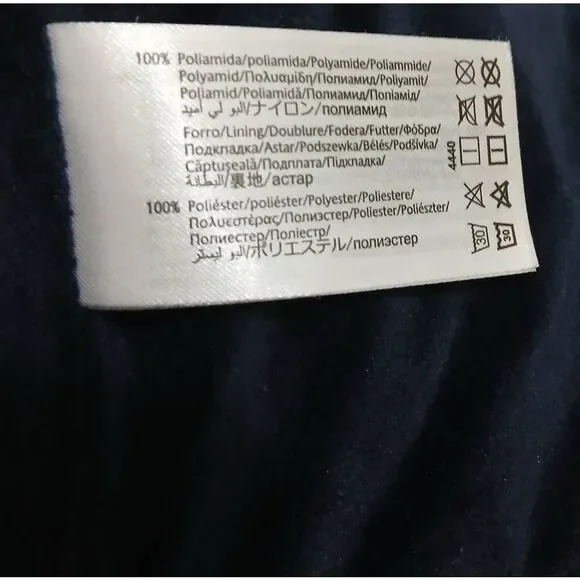 100% Poliamida/poliamida/Polyamide/Poliammide/
Polyamid/Πολυαμίδη/Полиамид/Poliyamit/
Poliamid/Poliamidă/Полиамид/Поліамід/
البو لي أميد/ナイロン/полиамид
Forro/Lining/Doublure/Fodera/Futter/Φόδρα/
Подкладка/Astar/Podszewka/Bélés/Podšívka/
Căptușeală/Подплата/Підкладка/
البطانة/裏地/астар
100% Poliéster/poliéster/Polyester/Poliestere/
Πολυεστέρας/Полиэстер/Poliester/Poliészter/
Полиестер/Поліестр/
البو ليستر/ポリエステル/полиэстер
4440
30 30